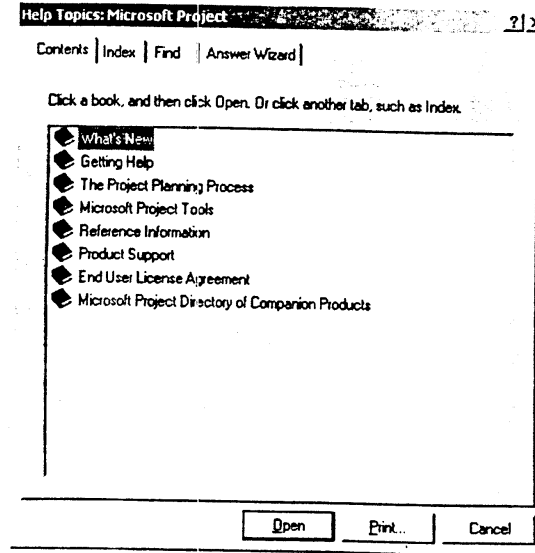 Help Topics: Microsoft Project
Contents Index Find Answer Wizard
Click a book, and then click Open. Or click another tab, such as Index.
What's New
Getting Help
The Project Planning Process
Microsoft Project Tools
Reference Information
Product Support
End User License Agreement
Microsoft Project Directory of Companion Products
Open Print... Cancel